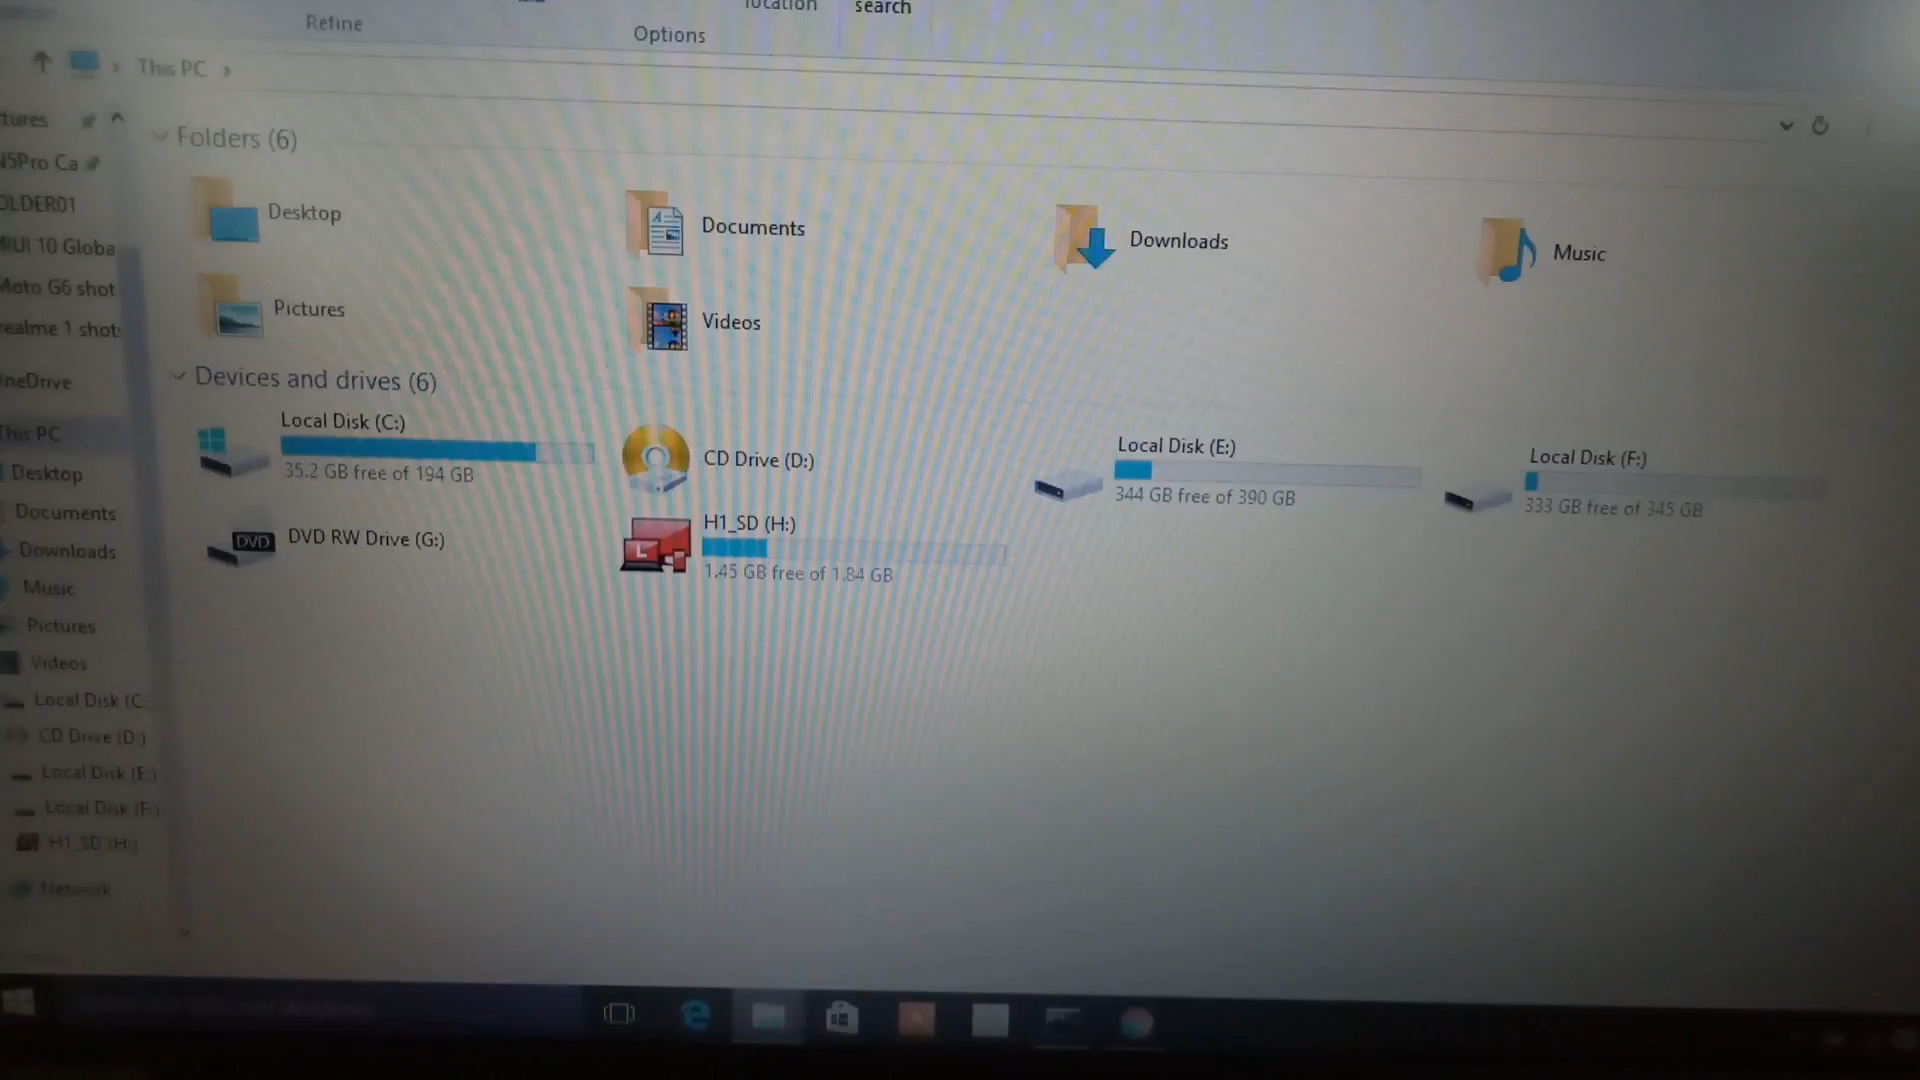 location
search
Refine
Options
This PC
Folders (6)
Desktop
Documents
Downloads
Music
Pictures
Videos
Devices and drives (6)
Local Disk (C:)
35.2 GB free of 194 GB
CD Drive (D:)
Local Disk (E:)
344 GB free of 390 GB
Local Disk (F:)
333 GB free of 345 GB
DVD
DVD RW Drive (G:)
L
H1_SD (H:)
1.45 GB free of 1.84 GB
tures
N5Pro Ca
OLDER01
MIUI 10 Globa
Moto G6 shot
realme 1 shots
neDrive
This PC
Desktop
Documents
Downloads
Music
Pictures
Videos
Local Disk (C:
CD Drive (D:)
Local Disk (E:)
Local Disk (F:)
H1_SD (H:)
Network